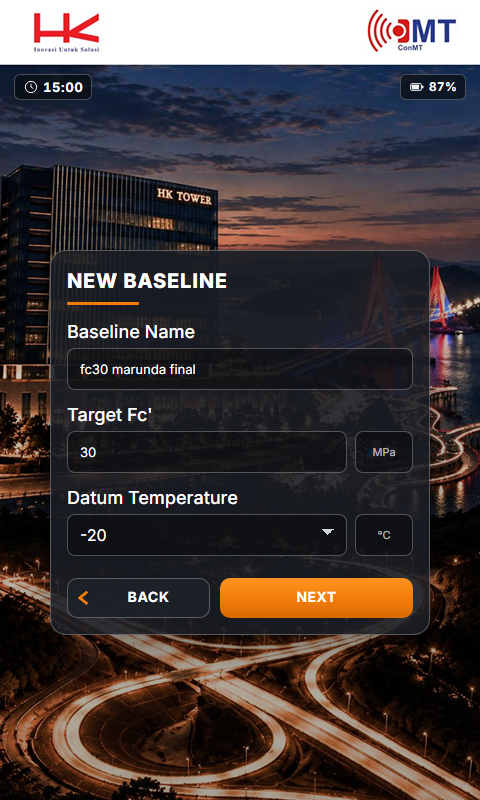 HK
Inovasi Untuk Solusi
MT
ConMT
15:00
87%
HK TOWER
NEW BASELINE
Baseline Name
fc30 marunda final
Target Fc'
30
MPa
Datum Temperature
-20
°C
BACK
NEXT